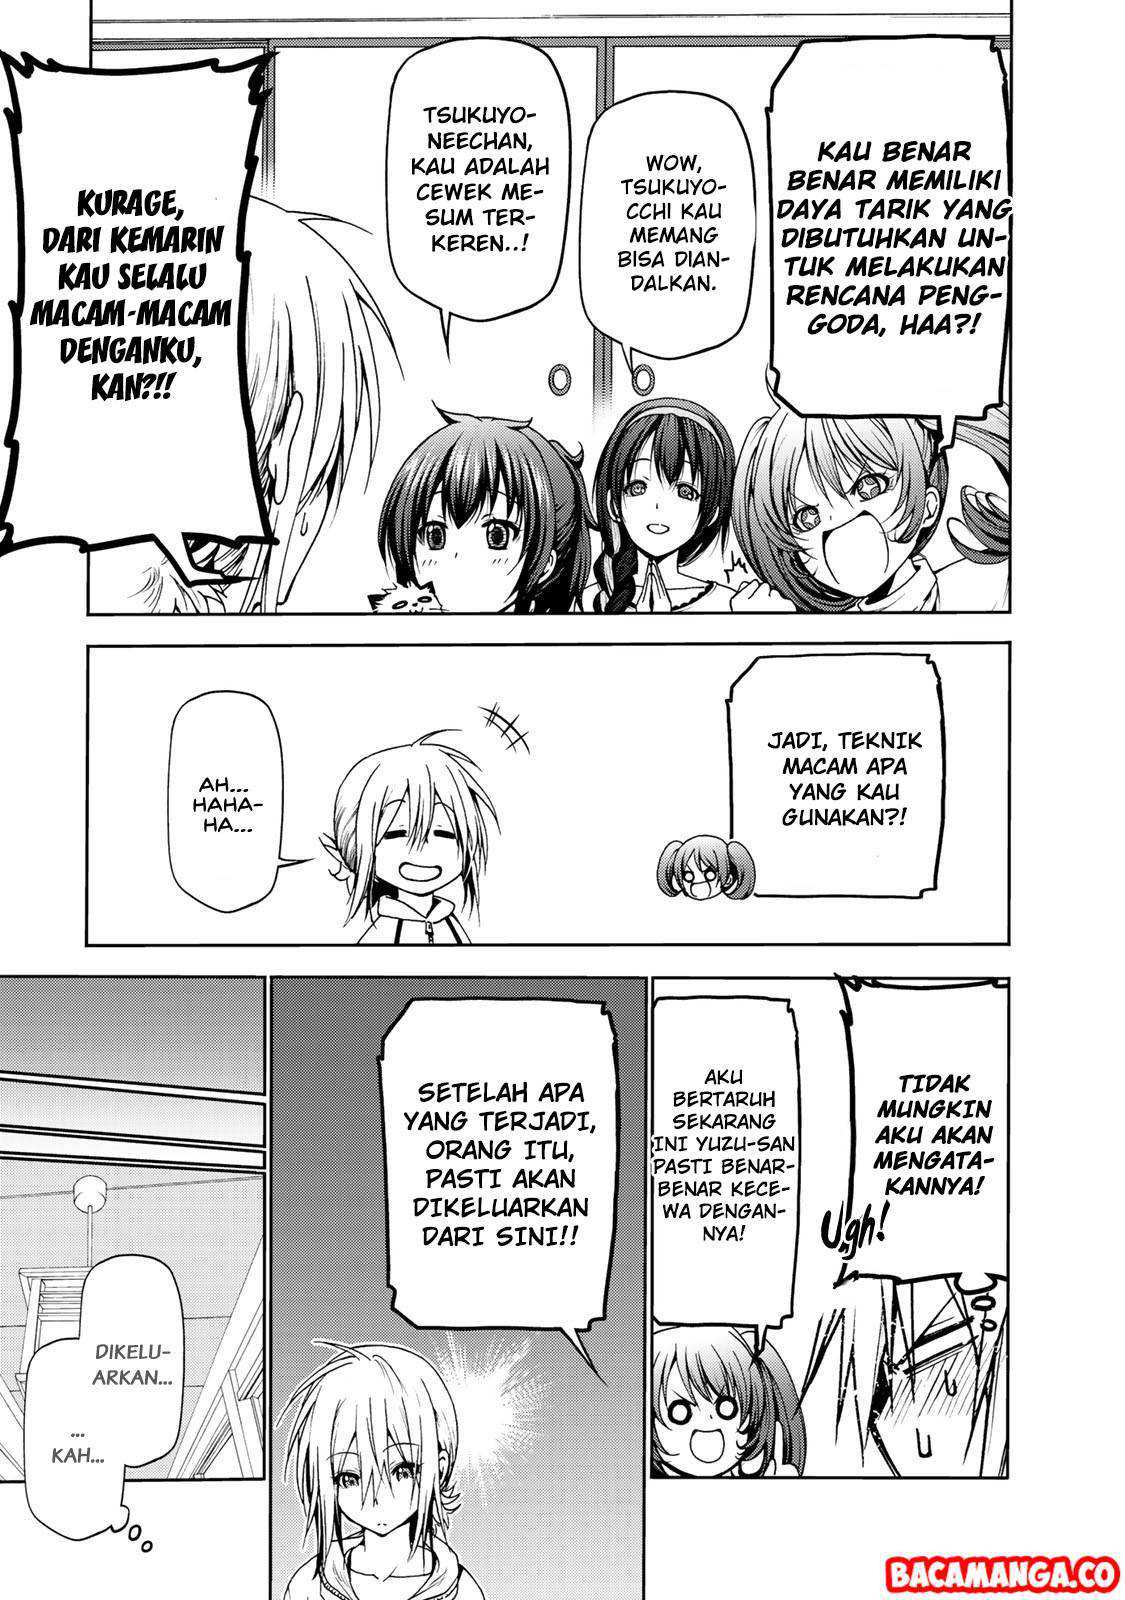 KAU BENAR
BENAR MEMILIKI
DAYA TARIK YANG
DIBUTUHKAN UN-
TUK MELAKUKAN
RENCANA PENG-
GODA, HAA?!
WOW,
TSUKUYO-
CCHI KAU
MEMANG
BISA DIAN-
DALKAN.
TSUKUYO-
NEECHAN,
KAU ADALAH
CEWEK ME-
SUM TER-
KEREN..!
KURAGE,
DARI KEMARIN
KAU SELALU
MACAM-MACAM
DENGANKU,
KAN?!!
JADI, TEKNIK
MACAM APA
YANG KAU
GUNAKAN?!
AH...
HAHA-
HA...
TIDAK
MUNGKIN
AKU AKAN
MENGATA-
KANNYA!
Ugh!
AKU
BERTARUH
SEKARANG
INI YUZU-SAN
PASTI BENAR-
BENAR KECE-
WA DENGAN-
NYA!
SETELAH APA
YANG TERJADI,
ORANG ITU,
PASTI AKAN
DIKELUARKAN
DARI SINI!!
DIKELU-
ARKAN...
...
KAH...
BACAMANGA.CO